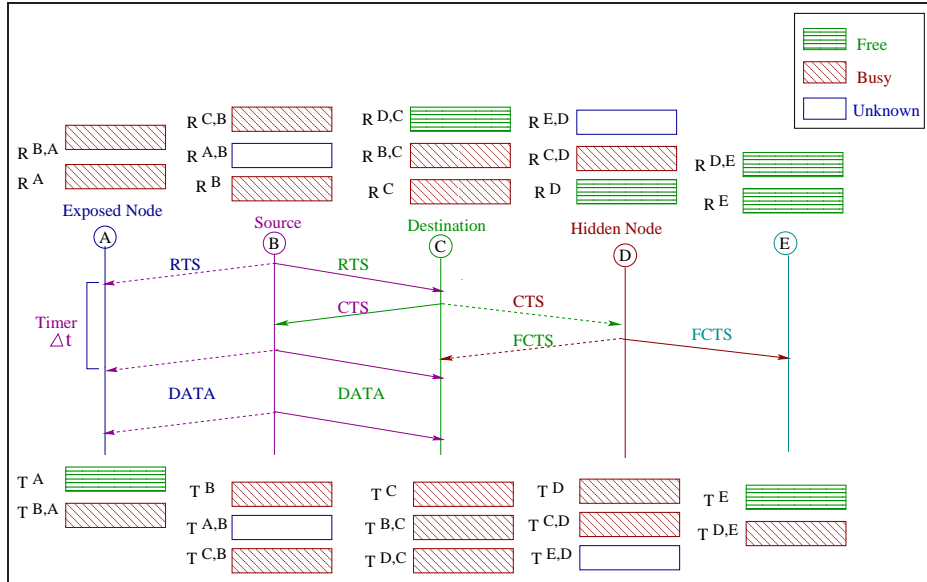 Free
Busy
Unknown
R B,A
R A
R C,B
R A,B
R B
R D,C
R B,C
R C
R E,D
R C,D
R D
R D,E
R E
Exposed Node
Source
Destination
Hidden Node
A
B
C
D
E
RTS
RTS
CTS
CTS
FCTS
FCTS
Timer
Δt
DATA
DATA
T A
T B,A
T B
T A,B
T C,B
T C
T B,C
T D,C
T D
T C,D
T E,D
T E
T D,E